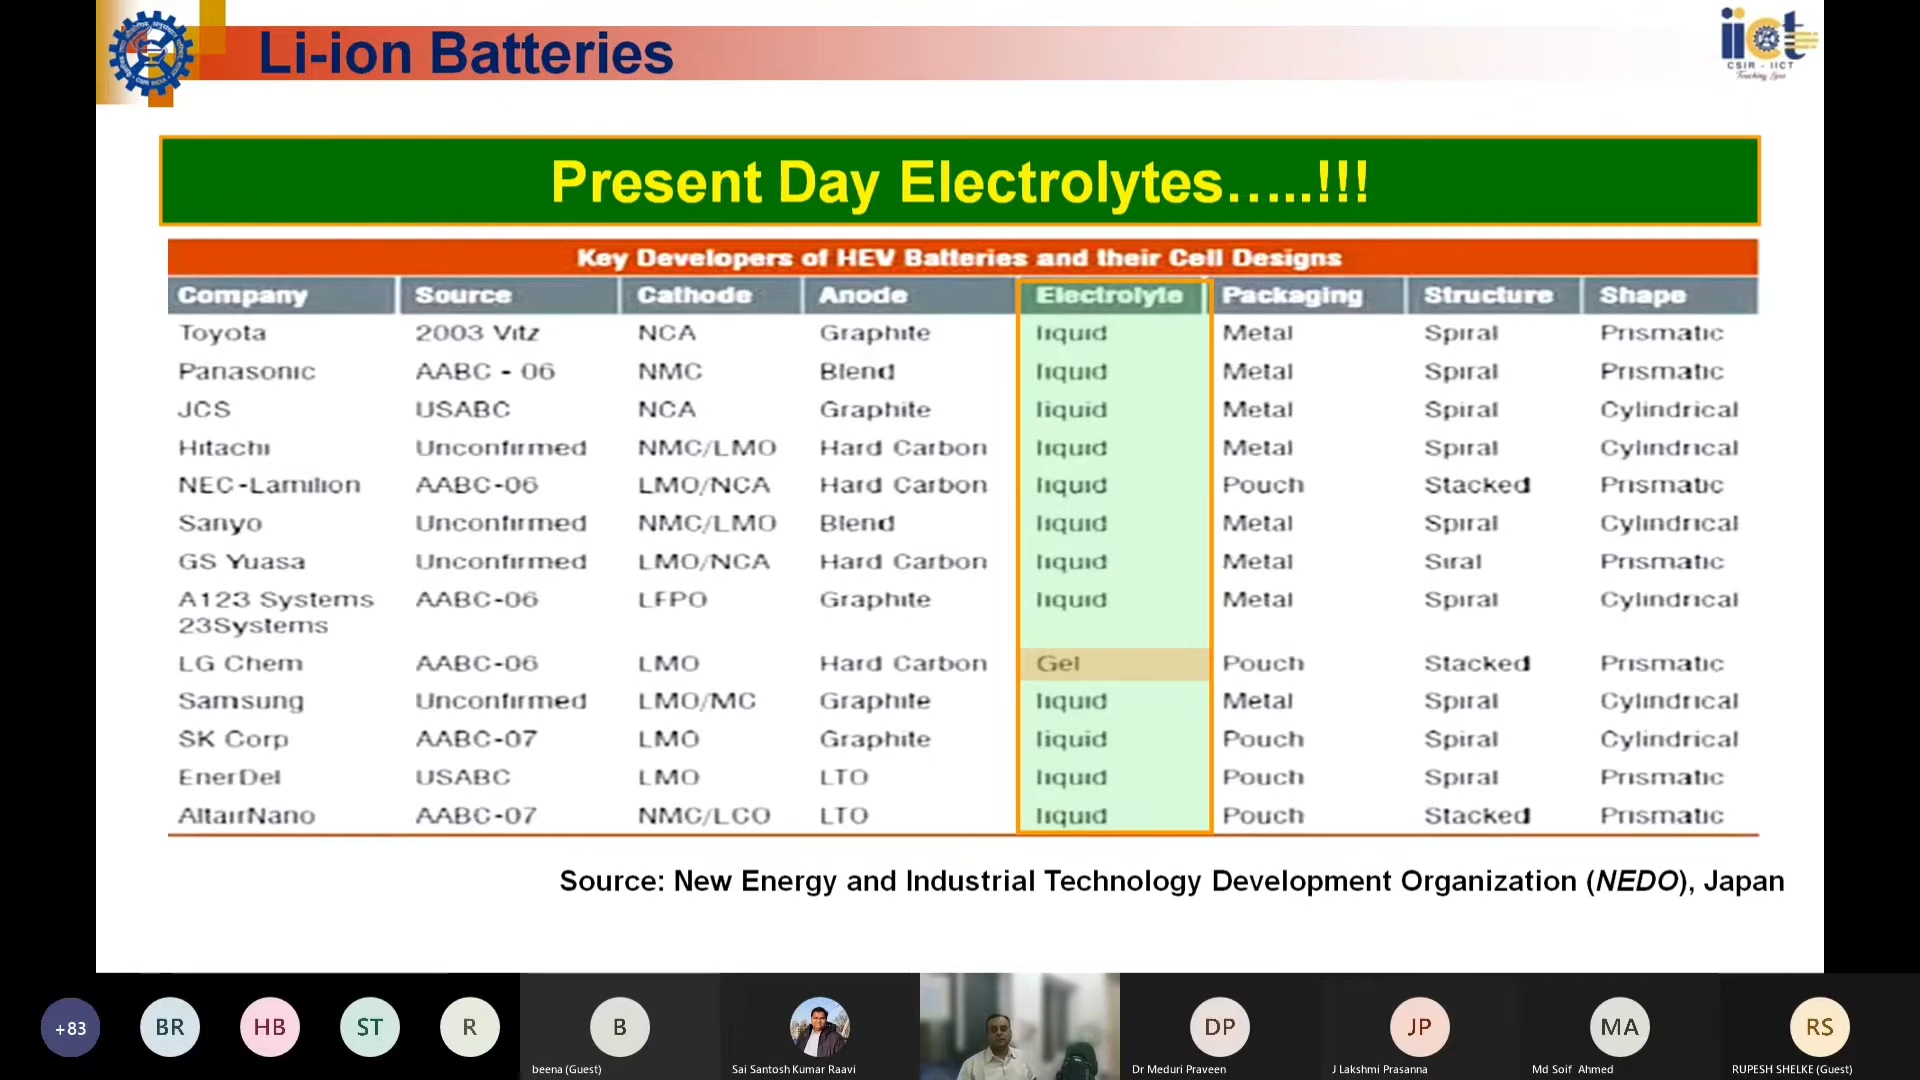 Li-ion Batteries
iict
CSIR - IICT
Touching Lives
Present Day Electrolytes…..!!!
Key Developers of HEV Batteries and their Cell Designs
Company Source Cathode Anode Electrolyte Packaging Structure Shape
Toyota 2003 Vitz NCA Graphite liquid Metal Spiral Prismatic
Panasonic AABC - 06 NMC Blend liquid Metal Spiral Prismatic
JCS USABC NCA Graphite liquid Metal Spiral Cylindrical
Hitachi Unconfirmed NMC/LMO Hard Carbon liquid Metal Spiral Cylindrical
NEC-Lamilion AABC-06 LMO/NCA Hard Carbon liquid Pouch Stacked Prismatic
Sanyo Unconfirmed NMC/LMO Blend liquid Metal Spiral Cylindrical
GS Yuasa Unconfirmed LMO/NCA Hard Carbon liquid Metal Siral Prismatic
A123 Systems AABC-06 LFPO Graphite liquid Metal Spiral Cylindrical
23Systems
LG Chem AABC-06 LMO Hard Carbon Gel Pouch Stacked Prismatic
Samsung Unconfirmed LMO/MC Graphite liquid Metal Spiral Cylindrical
SK Corp AABC-07 LMO Graphite liquid Pouch Spiral Cylindrical
EnerDel USABC LMO LTO liquid Pouch Spiral Prismatic
AltairNano AABC-07 NMC/LCO LTO liquid Pouch Stacked Prismatic
Source: New Energy and Industrial Technology Development Organization (NEDO), Japan
+83 BR HB ST R B DP JP MA RS
beena (Guest) Sai Santosh Kumar Raavi Dr Meduri Praveen J Lakshmi Prasanna Md Soif Ahmed RUPESH SHELKE (Guest)